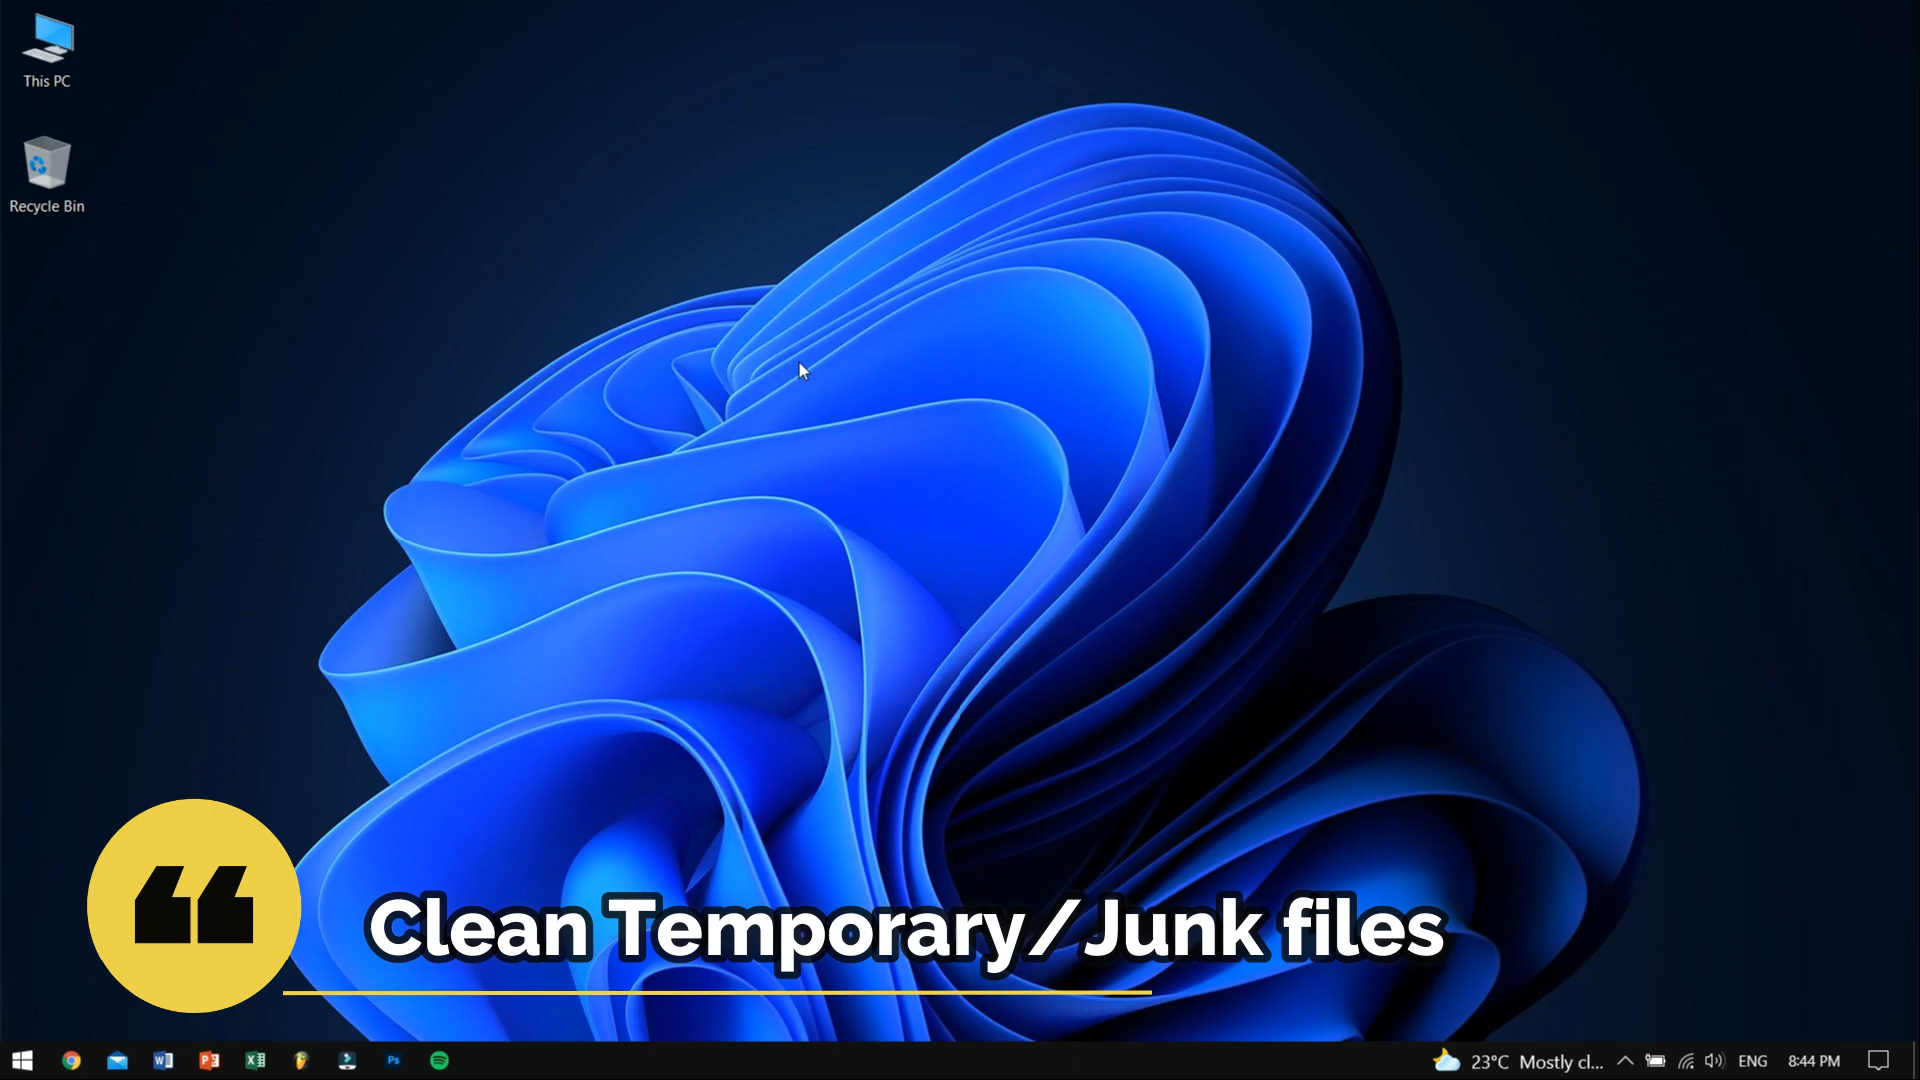 This PC
Recycle Bin
“
Clean Temporary/Junk files
23°C Mostly cl... ENG 8:44 PM